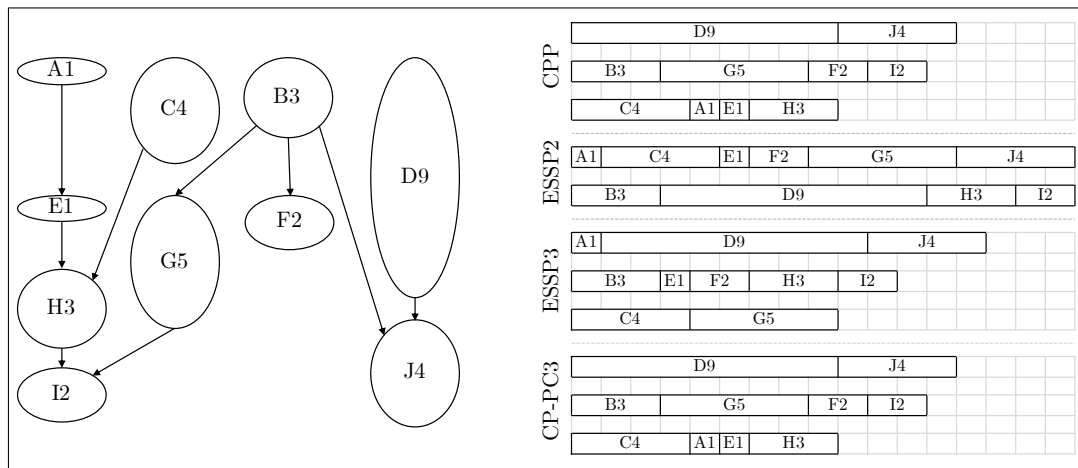 A1
C4
B3
D9
E1
F2
G5
H3
I2
J4
CPP
D9 J4
B3 G5 F2 I2
C4 A1 E1 H3
ESSP2
A1 C4 E1 F2 G5 J4
B3 D9 H3 I2
ESSP3
A1 D9 J4
B3 E1 F2 H3 I2
C4 G5
CP-PC3
D9 J4
B3 G5 F2 I2
C4 A1 E1 H3